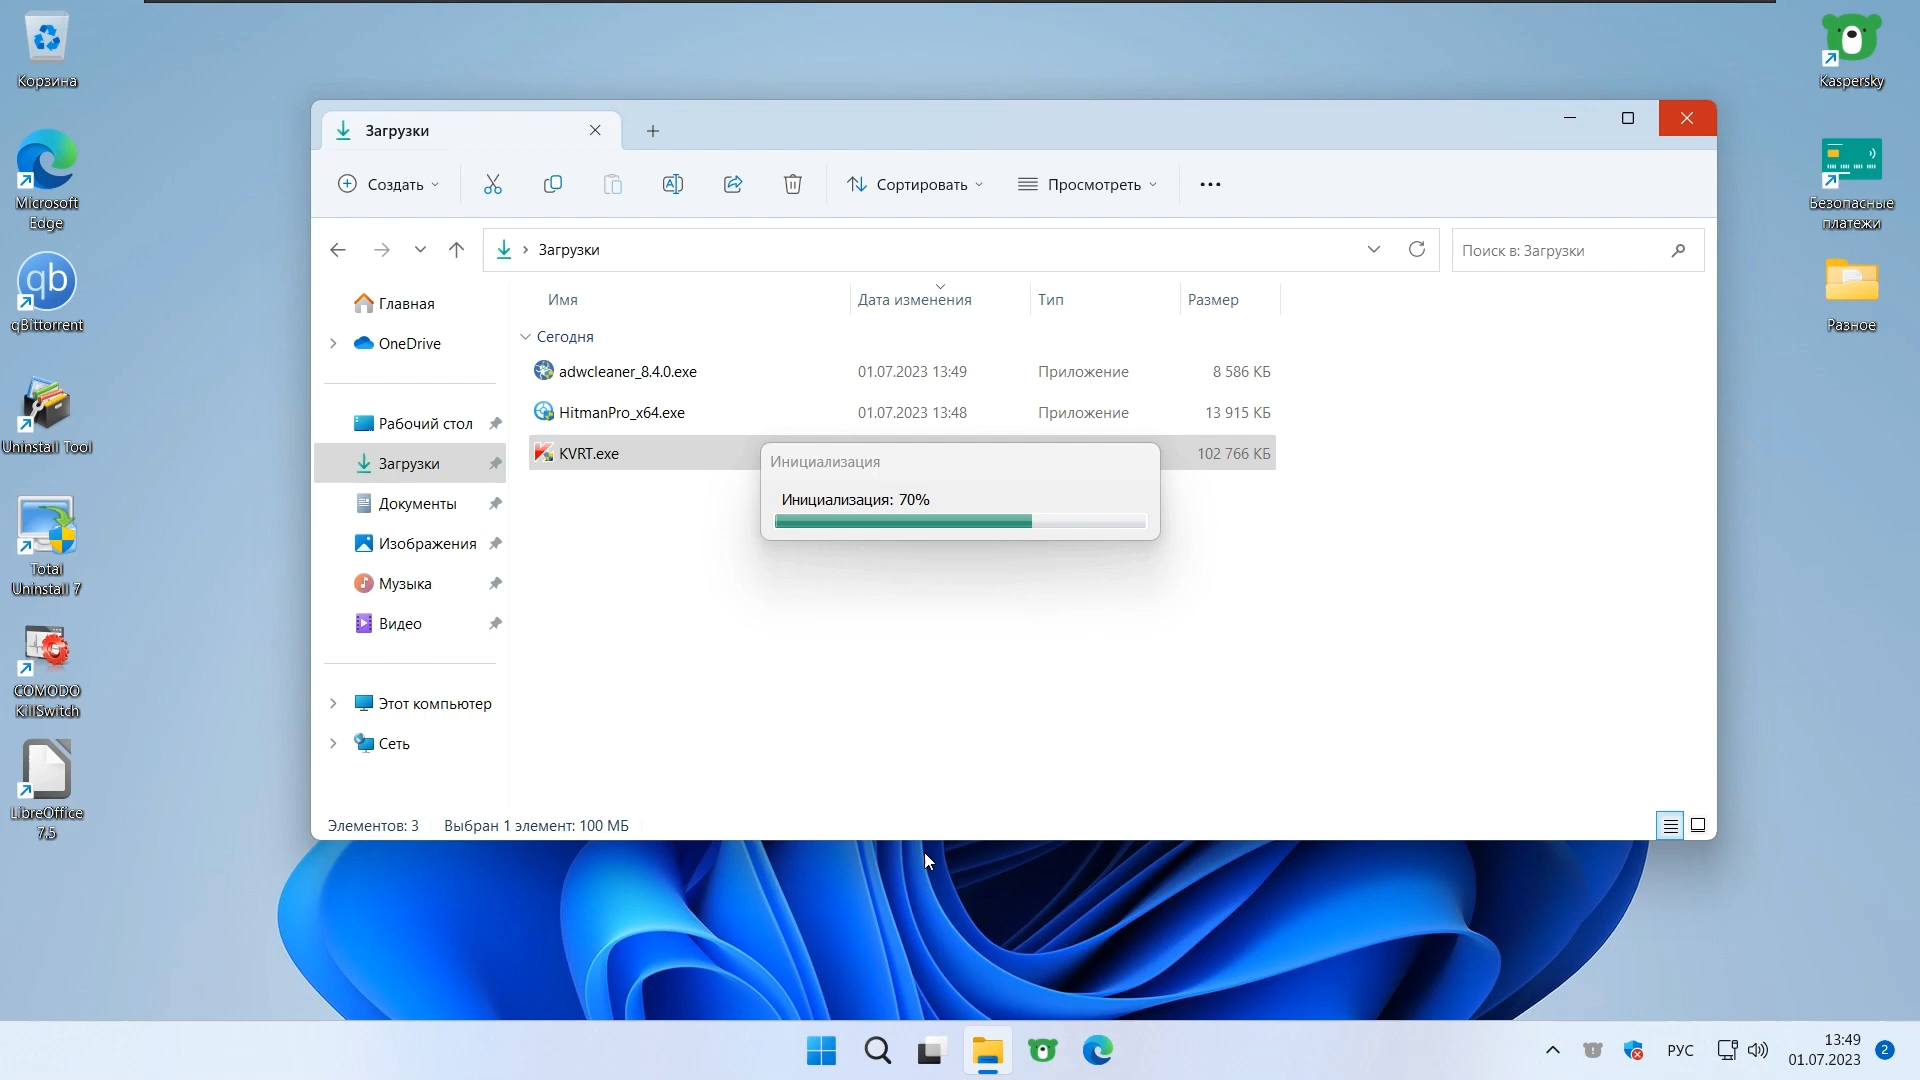 Корзина
Microsoft
Edge
qb
qBittorrent
Uninstall Tool
Total
Uninstall 7
COMODO
KillSwitch
LibreOffice
7.5
Загрузки
Создать
Сортировать
Просмотреть
Загрузки
Поиск в: Загрузки
Главная
OneDrive
Рабочий стол
Загрузки
Документы
Изображения
Музыка
Видео
Этот компьютер
Сеть
Имя
Дата изменения
Тип
Размер
Сегодня
adwcleaner_8.4.0.exe
01.07.2023 13:49
Приложение
8 586 КБ
HitmanPro_x64.exe
01.07.2023 13:48
Приложение
13 915 КБ
KVRT.exe
102 766 КБ
Инициализация
Инициализация: 70%
Элементов: 3
Выбран 1 элемент: 100 МБ
Kaspersky
Безопасные
платежи
Разное
РУС
13:49
01.07.2023
2